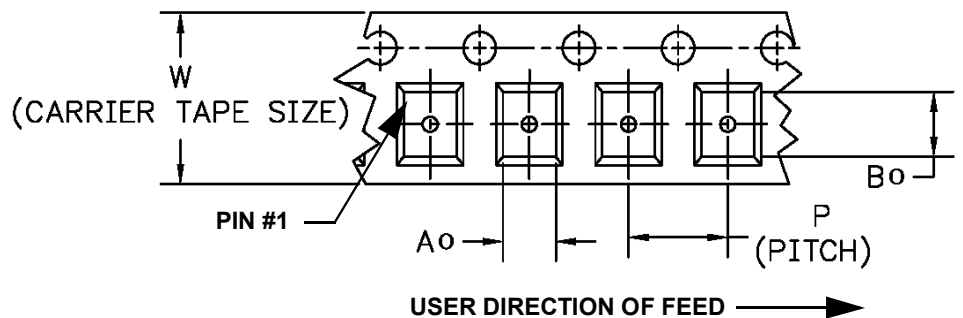 W
(CARRIER TAPE SIZE)
PIN #1
Ao
Bo
P
(PITCH)
USER DIRECTION OF FEED